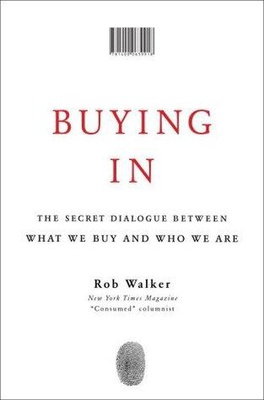 BUYING
IN
THE SECRET DIALOGUE BETWEEN
WHAT WE BUY AND WHO WE ARE
Rob Walker
New York Times Magazine
"Consumed" columnist